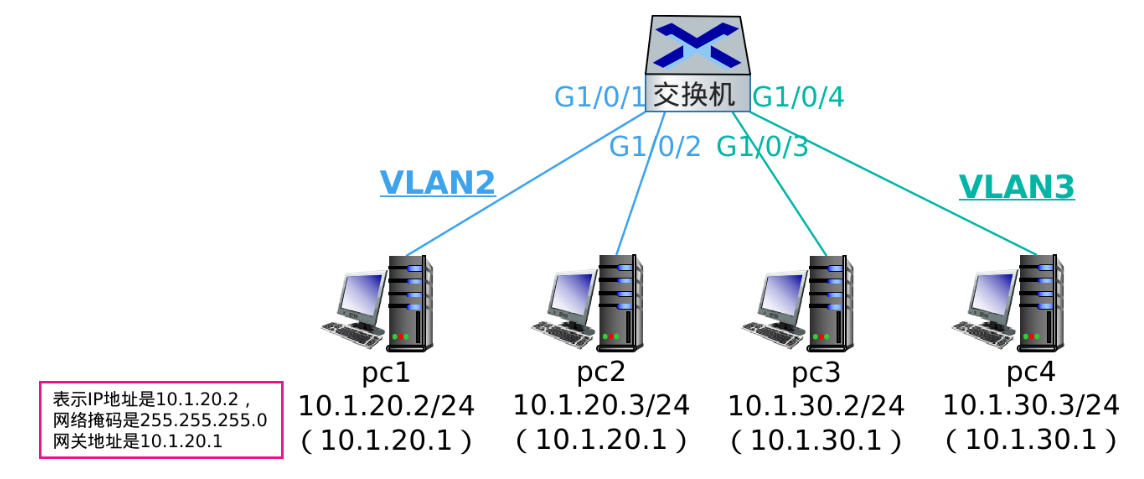 交换机
G1/0/1
G1/0/4
G1/0/2
G1/0/3
VLAN2
VLAN3
pc1
pc2
pc3
pc4
10.1.20.2/24
10.1.20.3/24
10.1.30.2/24
10.1.30.3/24
（10.1.20.1）
（10.1.20.1）
（10.1.30.1）
（10.1.30.1）
表示IP地址是10.1.20.2，
网络掩码是255.255.255.0
网关地址是10.1.20.1